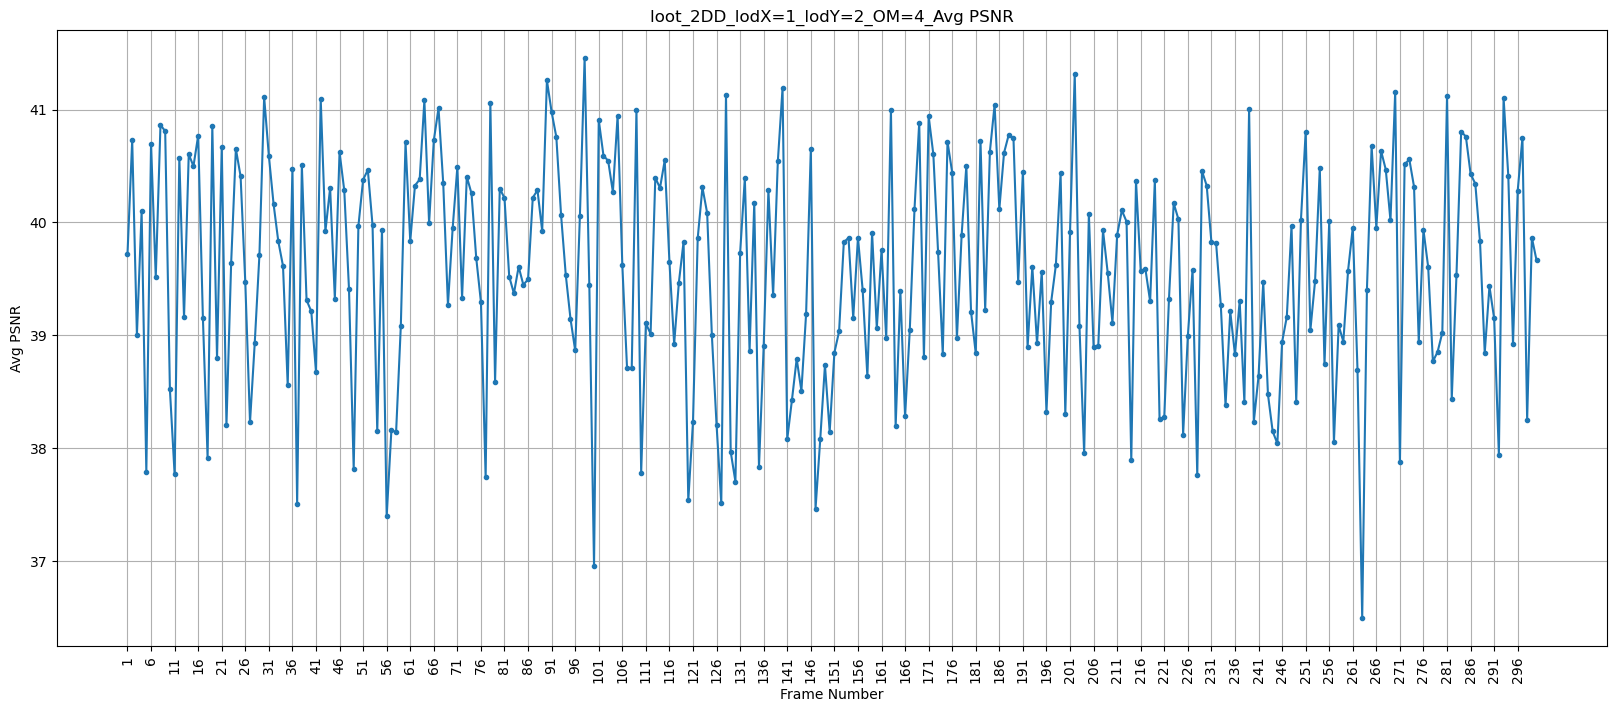 loot_2DD_lodX=1_lodY=2_OM=4_Avg PSNR
Avg PSNR
41
40
39
38
37
1 6 11 16 21 26 31 36 41 46 51 56 61 66 71 76 81 86 91 96 101 106 111 116 121 126 131 136 141 146 151 156 161 166 171 176 181 186 191 196 201 206 211 216 221 226 231 236 241 246 251 256 261 266 271 276 281 286 291 296
Frame Number